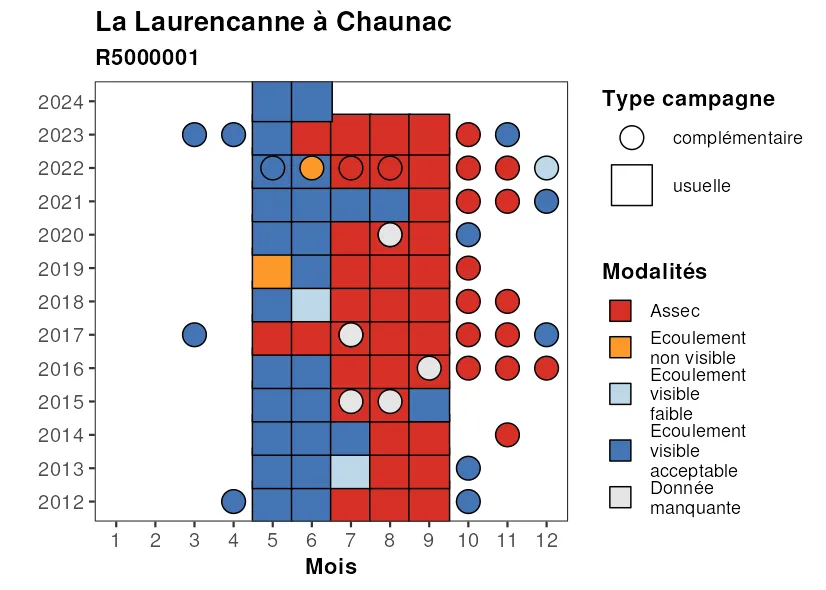 La Laurencanne à Chaunac
R5000001
2024
2023
2022
2021
2020
2019
2018
2017
2016
2015
2014
2013
2012
1 2 3 4 5 6 7 8 9 10 11 12
Mois
Type campagne
complémentaire
usuelle
Modalités
Assec
Ecoulement
non visible
Ecoulement
visible
faible
Ecoulement
visible
acceptable
Donnée
manquante